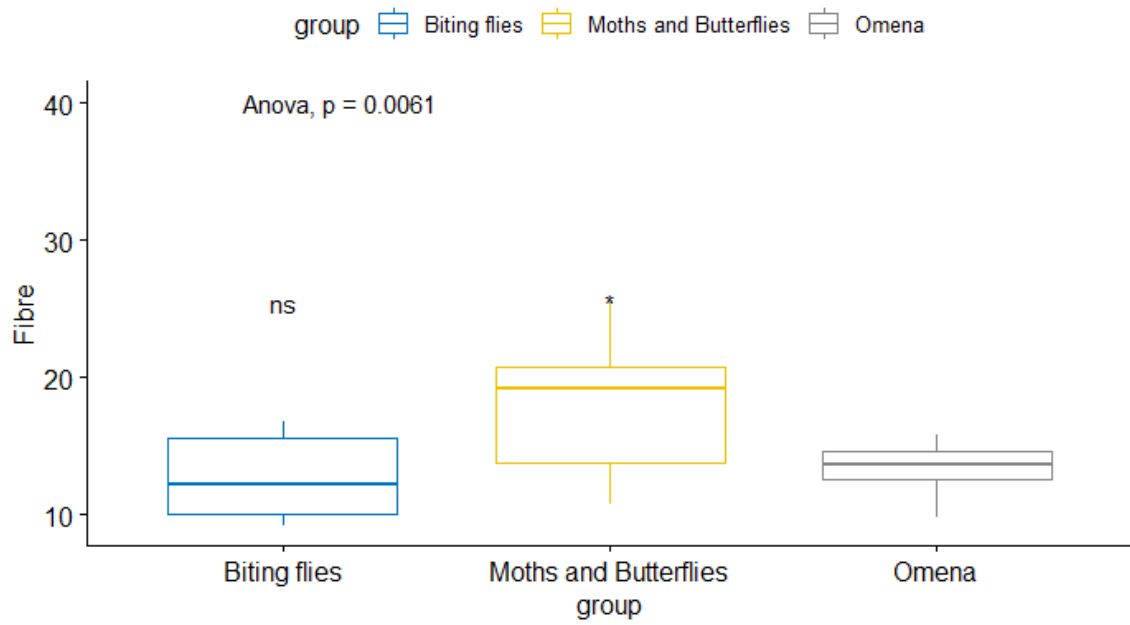 group Biting flies Moths and Butterflies Omena
40
Anova, p = 0.0061
30
ns
*
20
10
Fibre
Biting flies Moths and Butterflies Omena
group